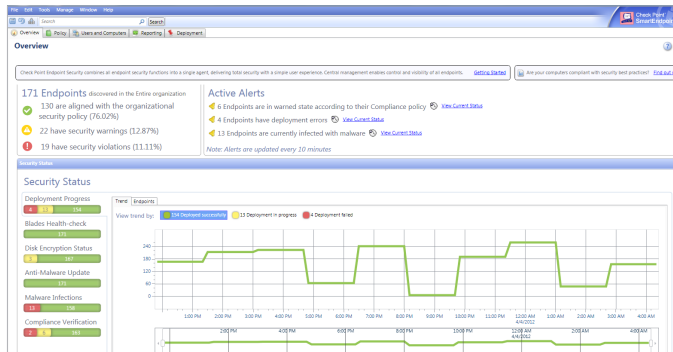 File Edit Tools Manage Window Help
Search Search
Check Point
SmartEndpoint
Overview Policy Users and Computers Reporting Deployment
Overview
Check Point Endpoint Security combines all endpoint security functions into a single agent, delivering total security with a simple user experience. Central management enables control and visibility of all endpoints. Getting Started
Are your computers compliant with security best practices? Find out
171 Endpoints discovered in the Entire organization
130 are aligned with the organizational
security policy (76.02%)
22 have security warnings (12.87%)
19 have security violations (11.11%)
Active Alerts
6 Endpoints are in warned state according to their Compliance policy View Current Status
4 Endpoints have deployment errors View Current Status
13 Endpoints are currently infected with malware View Current Status
Note: Alerts are updated every 10 minutes
Security Status
Security Status
Deployment Progress
4 13 154
Blades Health-check
171
Disk Encryption Status
167
Anti-Malware Update
171
Malware Infections
13 158
Compliance Verification
2 163
Trend Endpoints
View trend by: 154 Deployed successfully 13 Deployment in progress 4 Deployment failed
240
180
120
60
0
1:00 PM 2:00 PM 3:00 PM 4:00 PM 5:00 PM 6:00 PM 7:00 PM 8:00 PM 9:00 PM 10:00 PM 11:00 PM 12:00 AM 1:00 AM 2:00 AM 3:00 AM 4:00 AM
4/4/2012
2:00 PM 4:00 PM 6:00 PM 8:00 PM 10:00 PM 12:00 AM 2:00 AM 4:00 AM
4/4/2012